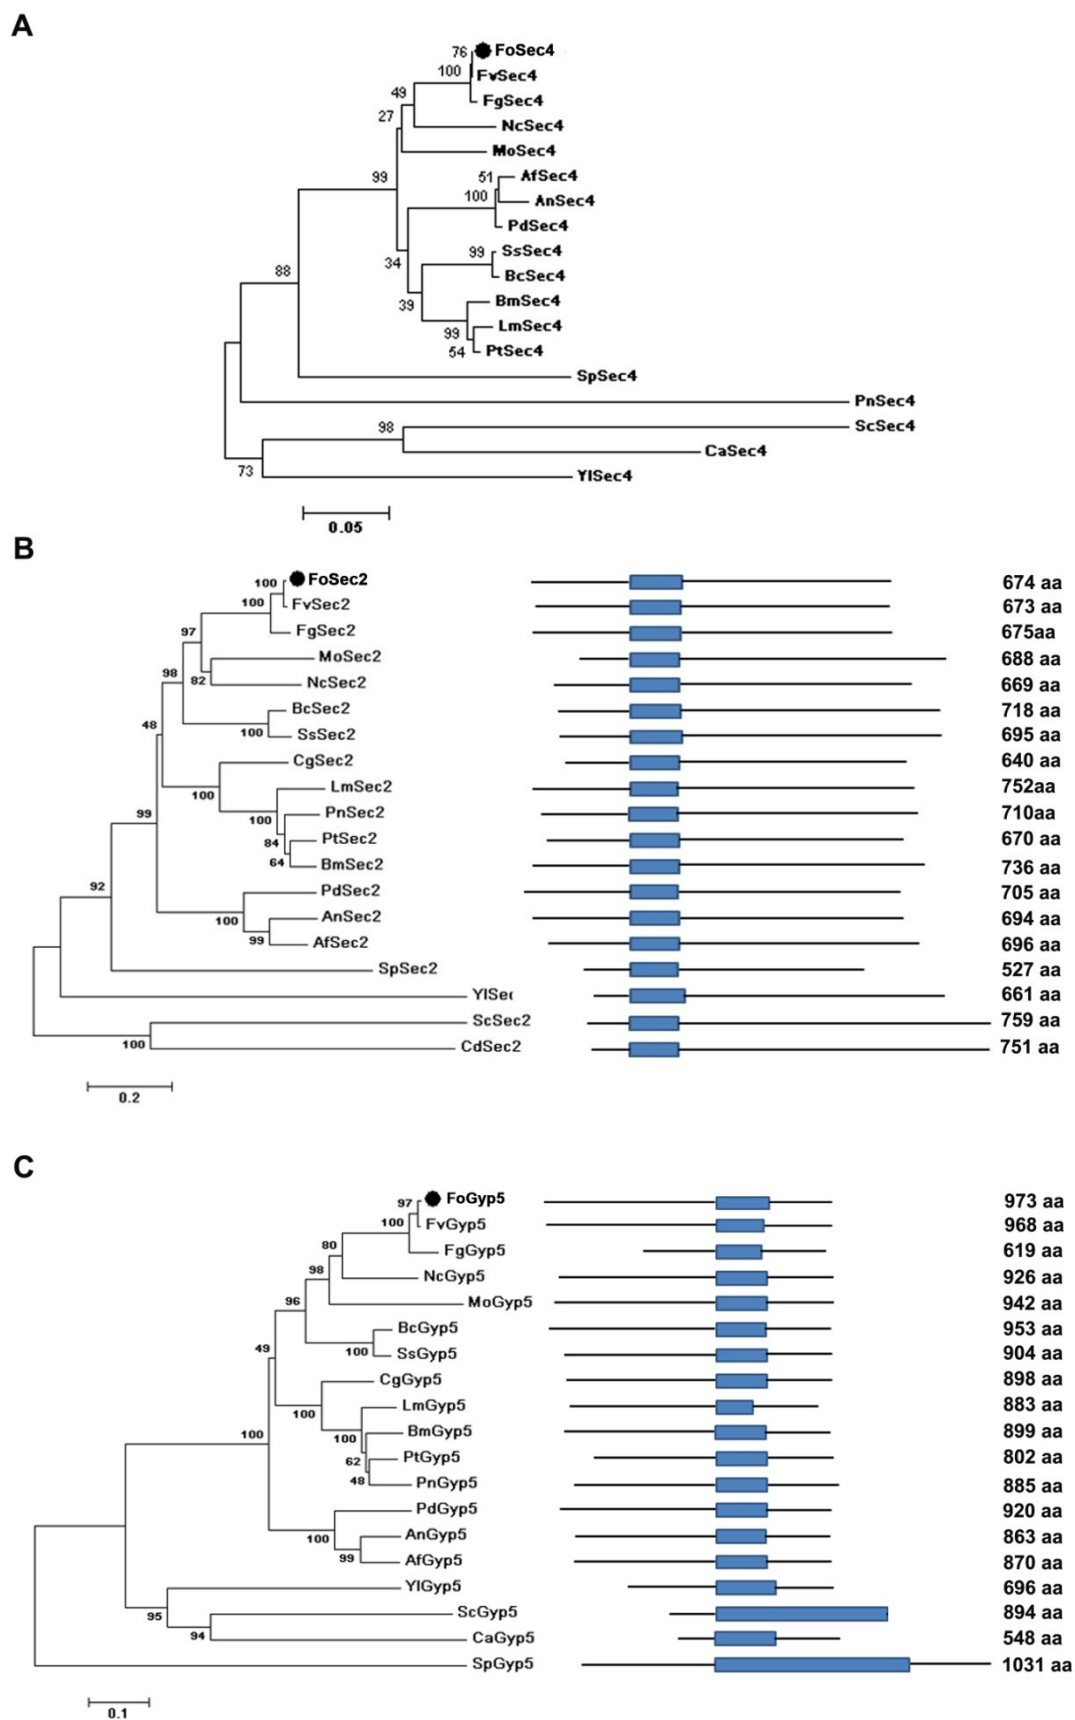 A
76 FoSec4
100 FvSec4
FgSec4
49
27
NcSec4
MoSec4
99
51 AfSec4
100 AnSec4
PdSec4
99 SsSec4
34
88
BcSec4
39
BmSec4
99 LmSec4
54 PtSec4
SpSec4
PnSec4
98 ScSec4
CaSec4
73 YlSec4
0.05
B
100 FoSec2 674 aa
100 FvSec2 673 aa
97 FgSec2 675aa
MoSec2 688 aa
98 82 NcSec2 669 aa
BcSec2 718 aa
48 100 SsSec2 695 aa
CgSec2 640 aa
100 LmSec2 752aa
99 100 PnSec2 710aa
84 PtSec2 670 aa
64 BmSec2 736 aa
92 PdSec2 705 aa
100 AnSec2 694 aa
99 AfSec2 696 aa
SpSec2 527 aa
YlSec 661 aa
ScSec2 759 aa
100 CdSec2 751 aa
0.2
C
97 FoGyp5 973 aa
100 FvGyp5 968 aa
80 FgGyp5 619 aa
98 NcGyp5 926 aa
96 MoGyp5 942 aa
BcGyp5 953 aa
49 100 SsGyp5 904 aa
CgGyp5 898 aa
100 LmGyp5 883 aa
100 100 BmGyp5 899 aa
62 PtGyp5 802 aa
48 PnGyp5 885 aa
PdGyp5 920 aa
100 AnGyp5 863 aa
99 AfGyp5 870 aa
YlGyp5 696 aa
95 ScGyp5 894 aa
94 CaGyp5 548 aa
SpGyp5 1031 aa
0.1